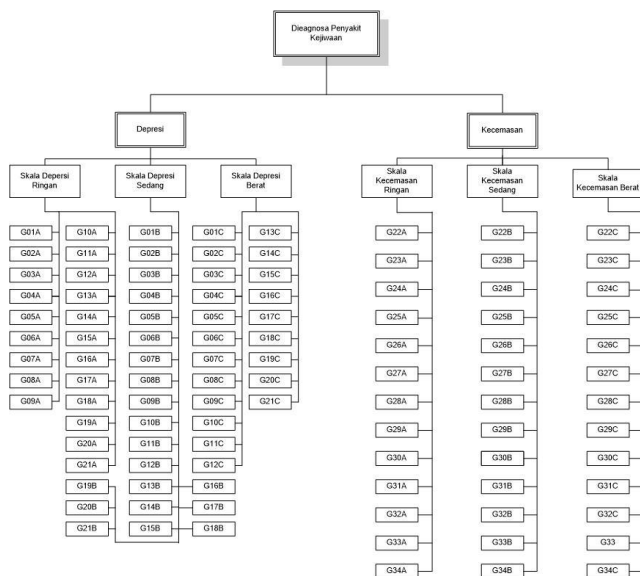 Dieagnosa Penyakit
Kejiwaan
Depresi
Kecemasan
Skala Depersi
Ringan
Skala Depresi
Sedang
Skala Depresi
Berat
Skala
Kecemasan
Ringan
Skala
Kecemasan
Sedang
Skala
Kecemasan Berat
G01A G10A G01B G01C G13C G22A G22B G22C
G02A G11A G02B G02C G14C G23A G23B G23C
G03A G12A G03B G03C G15C G24A G24B G24C
G04A G13A G04B G04C G16C G25A G25B G25C
G05A G14A G05B G05C G17C G26A G26B G26C
G06A G15A G06B G06C G18C G27A G27B G27C
G07A G16A G07B G07C G19C G28A G28B G28C
G08A G17A G08B G08C G20C G29A G29B G29C
G09A G18A G09B G09C G21C G30A G30B G30C
G19A G10B G10C G31A G31B G31C
G20A G11B G11C G32A G32B G32C
G21A G12B G12C G33A G33B G33
G19B G13B G16B G34A G34B G34C
G20B G14B G17B
G21B G15B G18B